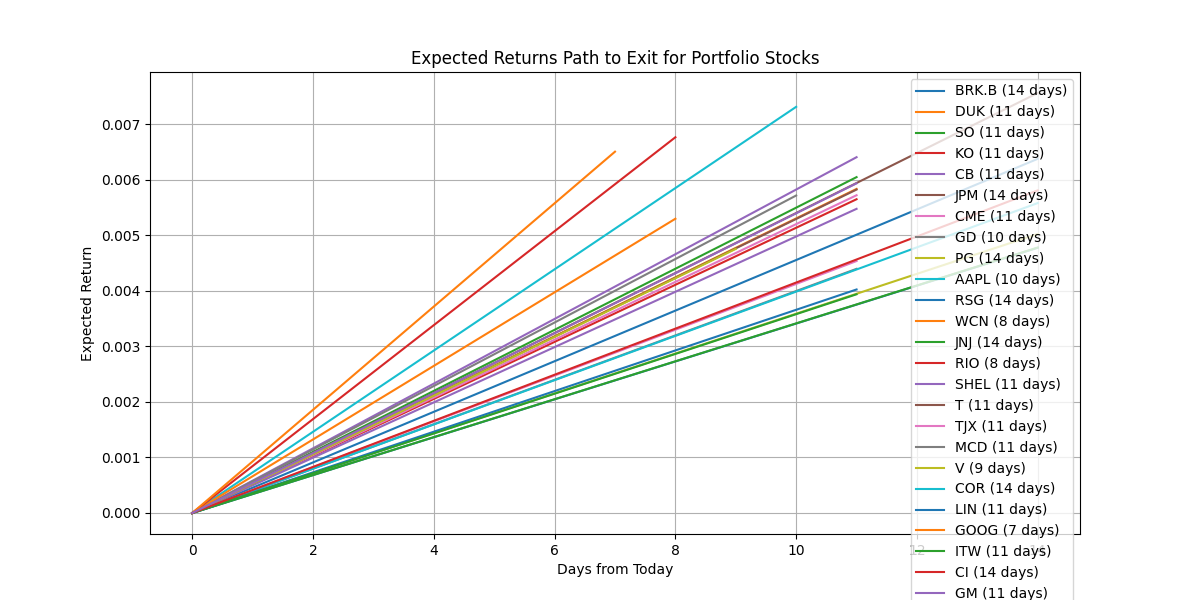 Expected Returns Path to Exit for Portfolio Stocks
Expected Return
0.007
0.006
0.005
0.004
0.003
0.002
0.001
0.000
0
2
4
6
8
10
12
Days from Today
BRK.B (14 days)
DUK (11 days)
SO (11 days)
KO (11 days)
CB (11 days)
JPM (14 days)
CME (11 days)
GD (10 days)
PG (14 days)
AAPL (10 days)
RSG (14 days)
WCN (8 days)
JNJ (14 days)
RIO (8 days)
SHEL (11 days)
T (11 days)
TJX (11 days)
MCD (11 days)
V (9 days)
COR (14 days)
LIN (11 days)
GOOG (7 days)
ITW (11 days)
CI (14 days)
GM (11 days)